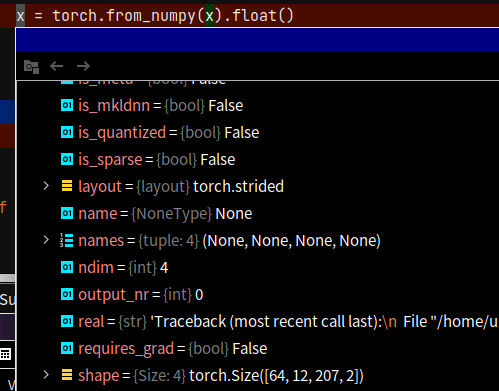 x = torch.from_numpy(x).float()
is_meta = {bool} False
is_mkldnn = {bool} False
is_quantized = {bool} False
is_sparse = {bool} False
layout = {layout} torch.strided
name = {NoneType} None
names = {tuple: 4} (None, None, None, None)
ndim = {int} 4
output_nr = {int} 0
real = {str} 'Traceback (most recent call last):\n  File "/home/u
requires_grad = {bool} False
shape = {Size: 4} torch.Size([64, 12, 207, 2])
f
Su
V